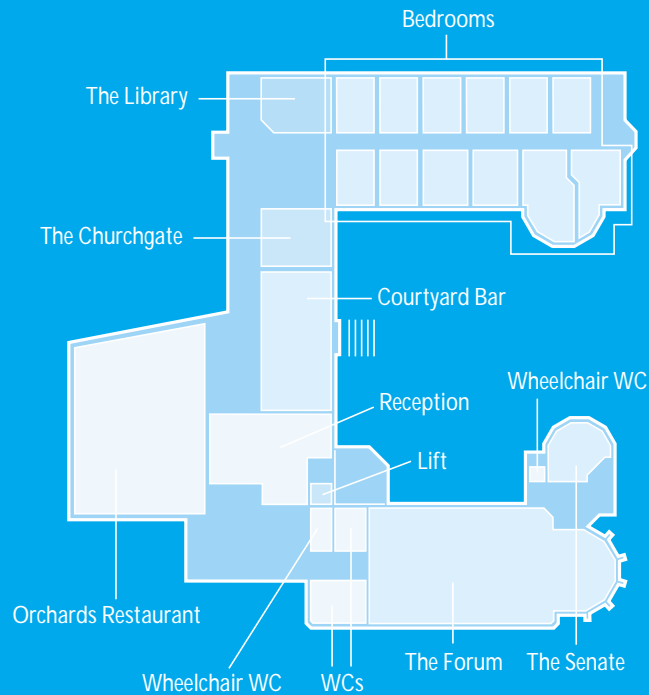 Bedrooms
The Library
The Churchgate
Courtyard Bar
Wheelchair WC
Reception
Lift
Orchards Restaurant
Wheelchair WC
WCs
The Forum
The Senate